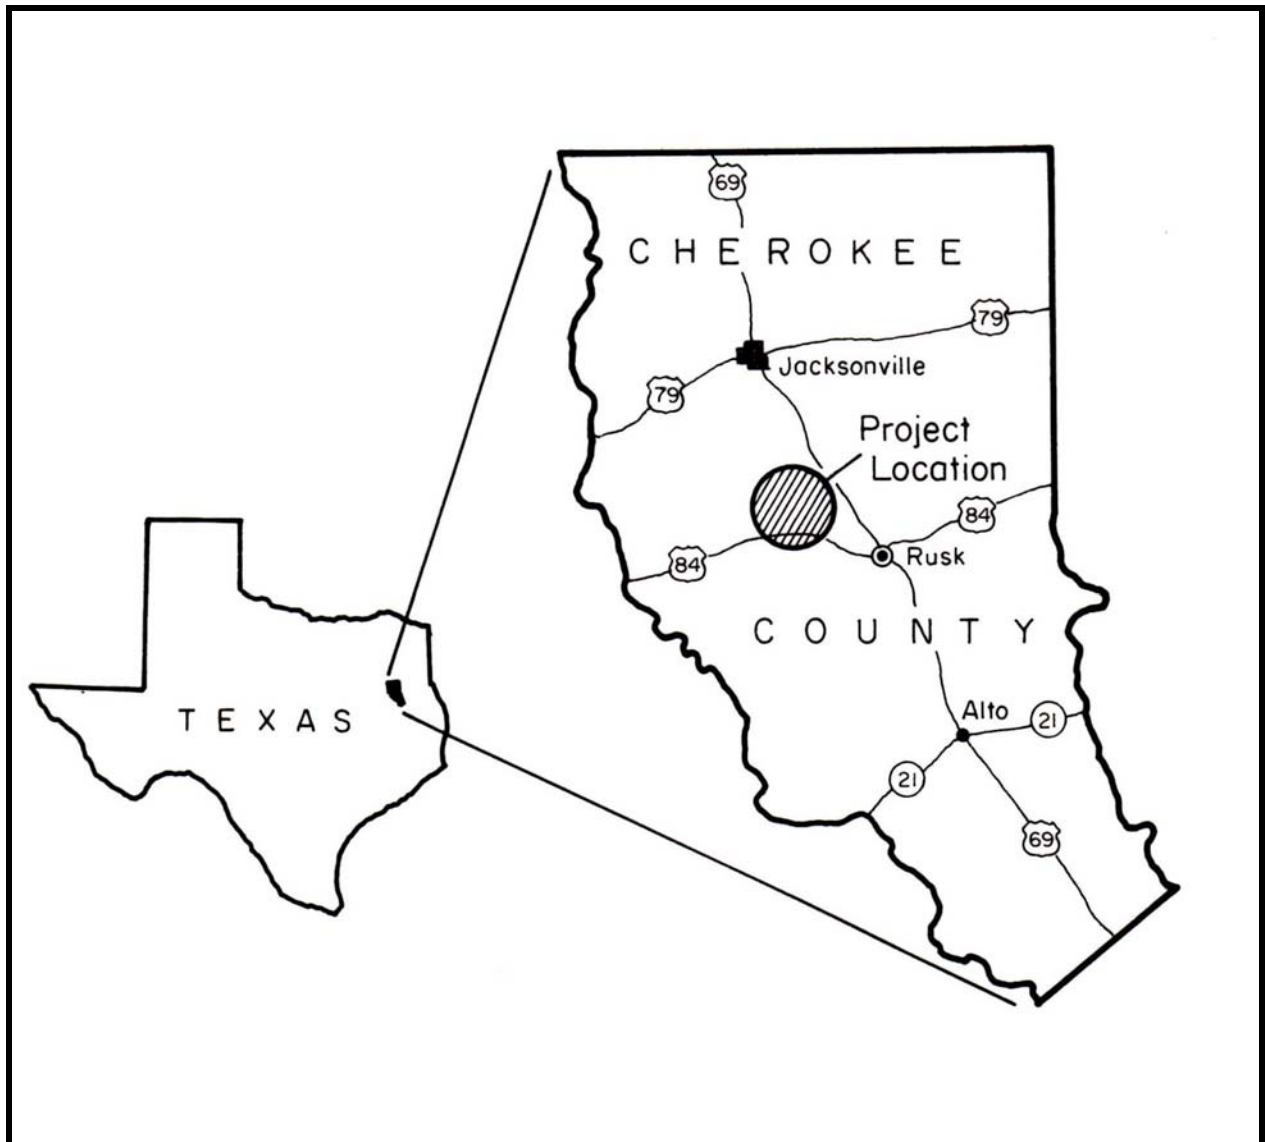 69
CHEROKEE
79
Jacksonville
79
Project
Location
84
84
Rusk
COUNTY
TEXAS
Alto
21
21
69